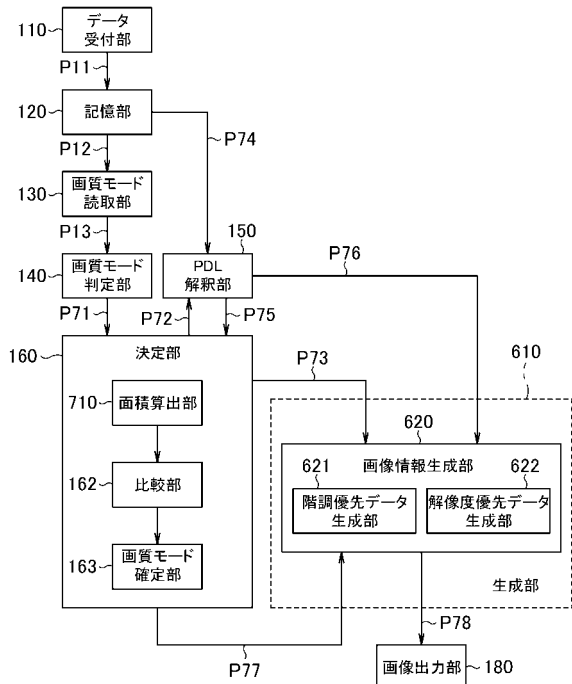 110
データ
受付部
P11
120
記憶部
P12
P74
130
画質モード
読取部
P13
150
P76
140
画質モード
判定部
PDL
解釈部
P71
P72
P75
160
決定部
P73
610
710
面積算出部
620
画像情報生成部
621
622
162
比較部
階調優先データ
生成部
解像度優先データ
生成部
163
画質モード
確定部
生成部
P78
P77
画像出力部
180